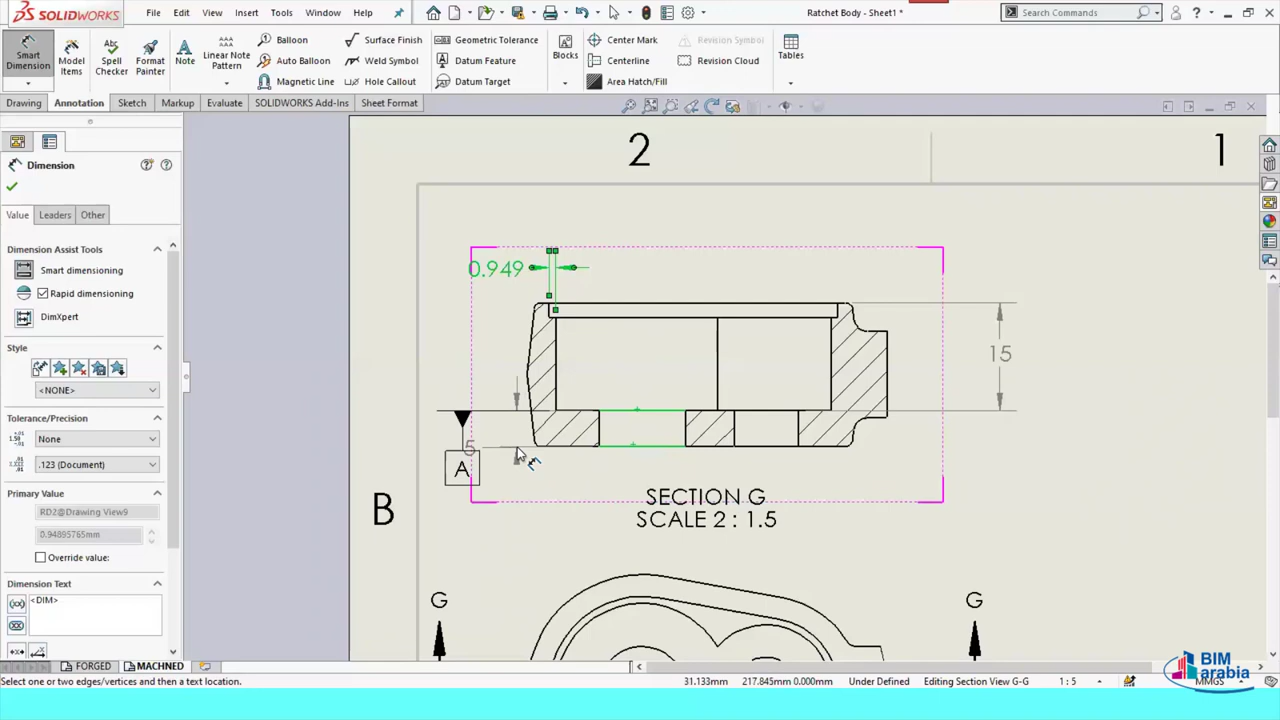 SOLIDWORKS
File Edit View Insert Tools Window Help
Ratchet Body - Sheet1 *
Search Commands
Smart Dimension
Model Items
Spell Checker
Format Painter
Note
Linear Note Pattern
Balloon
Auto Balloon
Magnetic Line
Surface Finish
Weld Symbol
Hole Callout
Geometric Tolerance
Datum Feature
Datum Target
Blocks
Center Mark
Centerline
Area Hatch/Fill
Revision Symbol
Revision Cloud
Tables
Drawing Annotation Sketch Markup Evaluate SOLIDWORKS Add-Ins Sheet Format
Dimension
Value Leaders Other
Dimension Assist Tools
Smart dimensioning
Rapid dimensioning
DimXpert
Style
<NONE>
Tolerance/Precision
None
.123 (Document)
Primary Value
RD2@Drawing View9
0.94895765mm
Override value:
Dimension Text
<DIM>
2
1
0.949
15
5
A
B
SECTION G
SCALE 2 : 1.5
G
G
FORGED MACHNED
Select one or two edges/vertices and then a text location.
31.133mm 217.845mm 0.000mm Under Defined Editing Section View G-G 1 : 5 MMGS
BIM
arabia